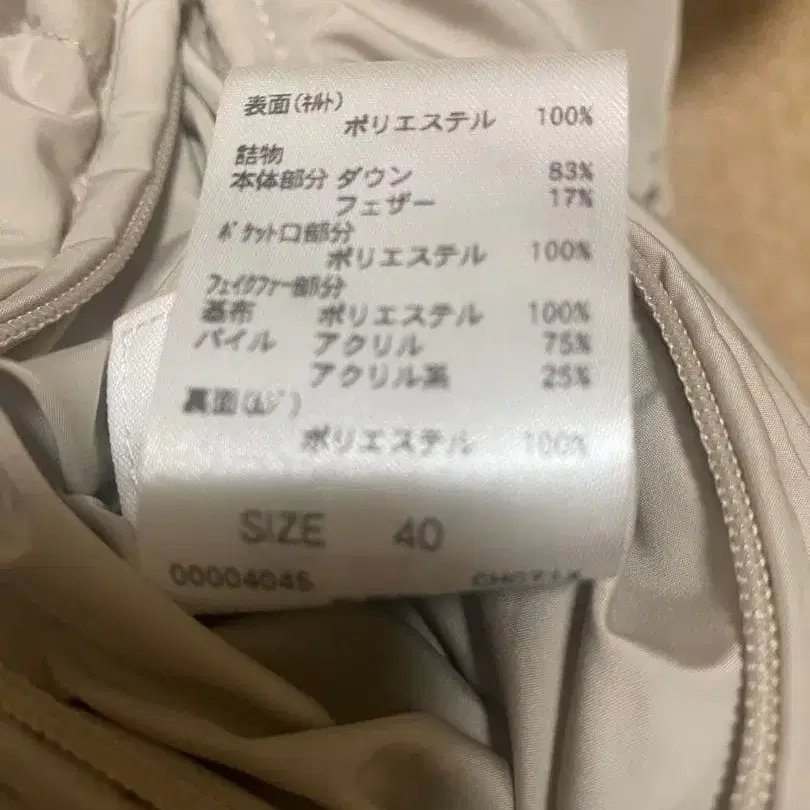 表面(ｷﾙﾄ)
ポリエステル 100%
詰物
本体部分 ダウン 83%
フェザー 17%
ﾎﾟｹｯﾄ口部分
ポリエステル 100%
ﾌｪｲｸﾌｧｰ部分
基布 ポリエステル 100%
パイル アクリル 75%
アクリル系 25%
裏面(ﾑｼﾞ)
ポリエステル 100%
SIZE 40
00004045